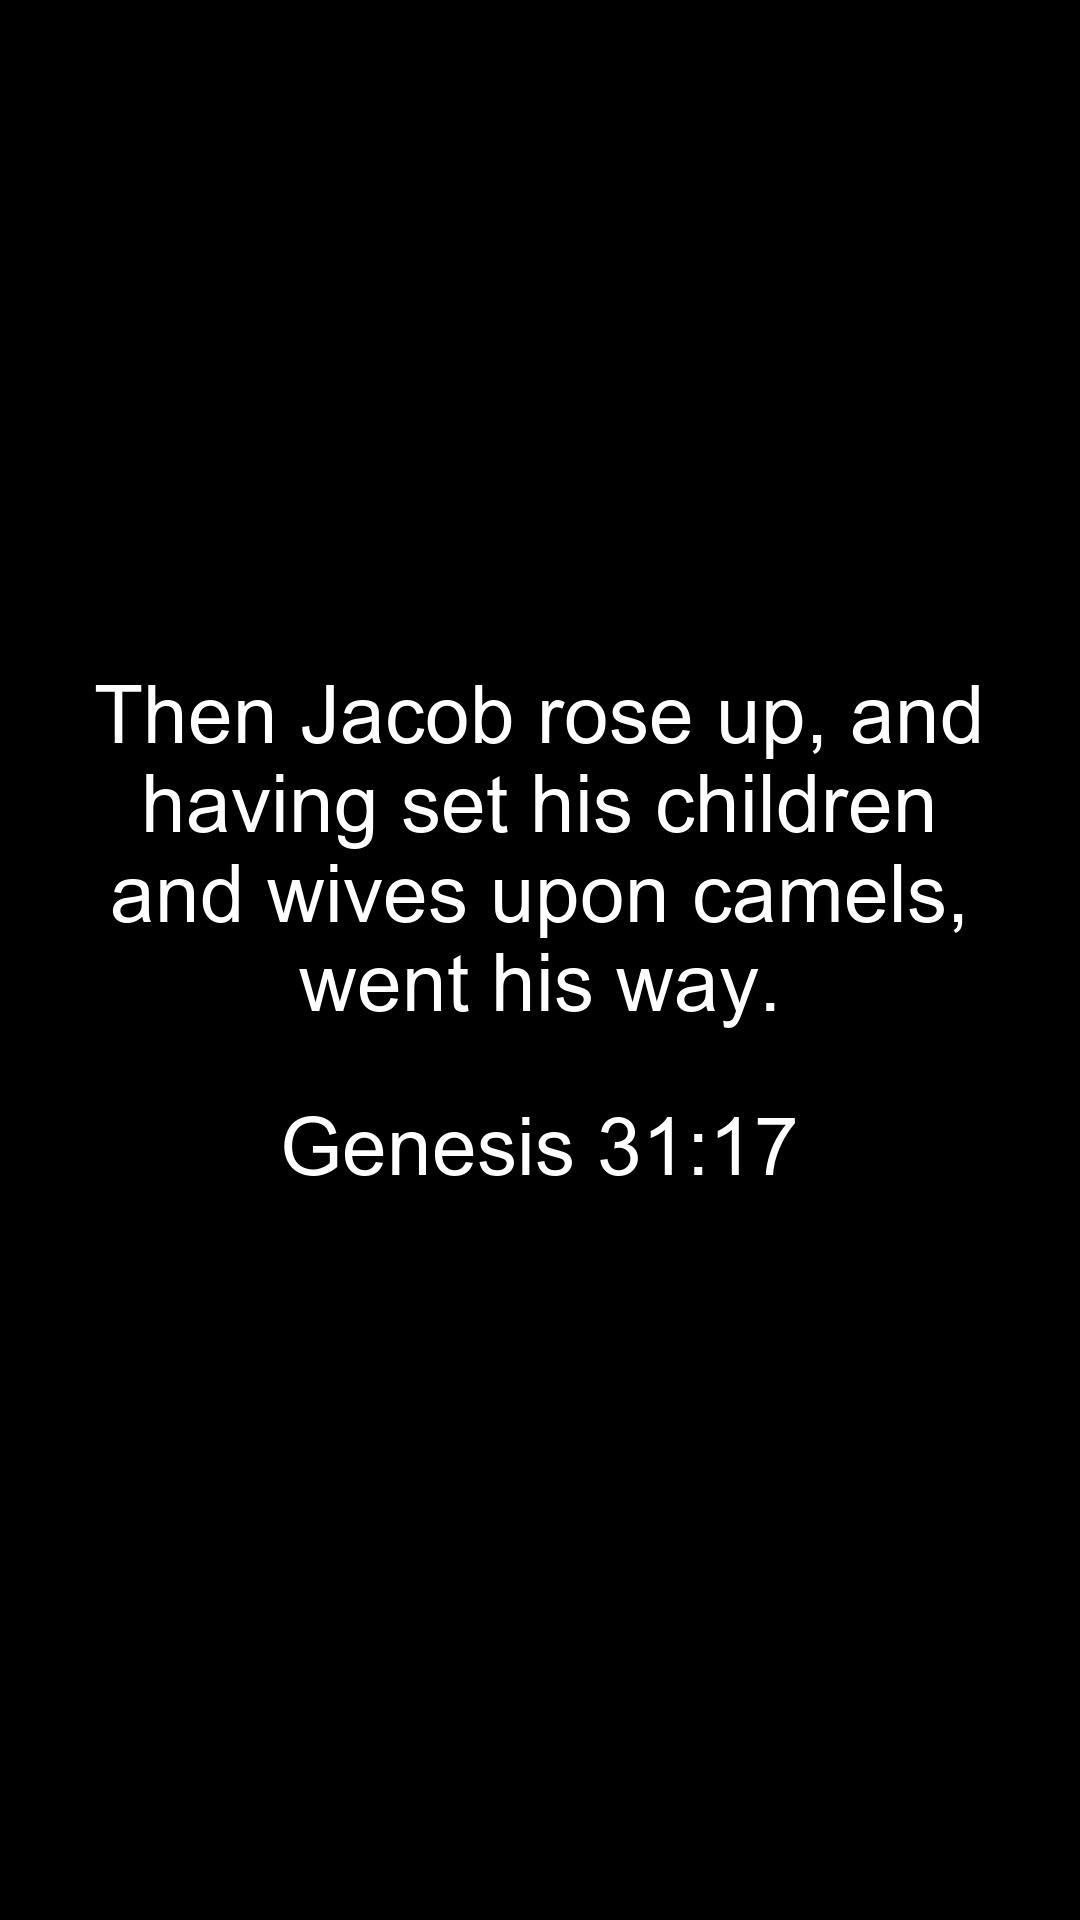 Then Jacob rose up, and
having set his children
and wives upon camels,
went his way.
Genesis 31:17